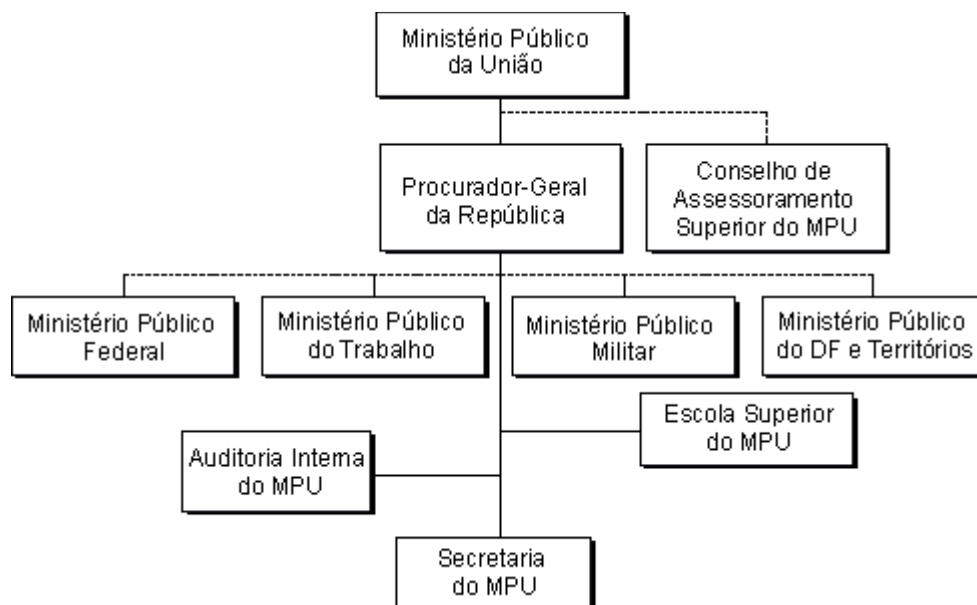 Ministério Público
da União
Procurador-Geral
da República
Conselho de
Assessoramento
Superior do MPU
Ministério Público
Federal
Ministério Público
do Trabalho
Ministério Público
Militar
Ministério Público
do DF e Territórios
Escola Superior
do MPU
Auditoria Interna
do MPU
Secretaria
do MPU